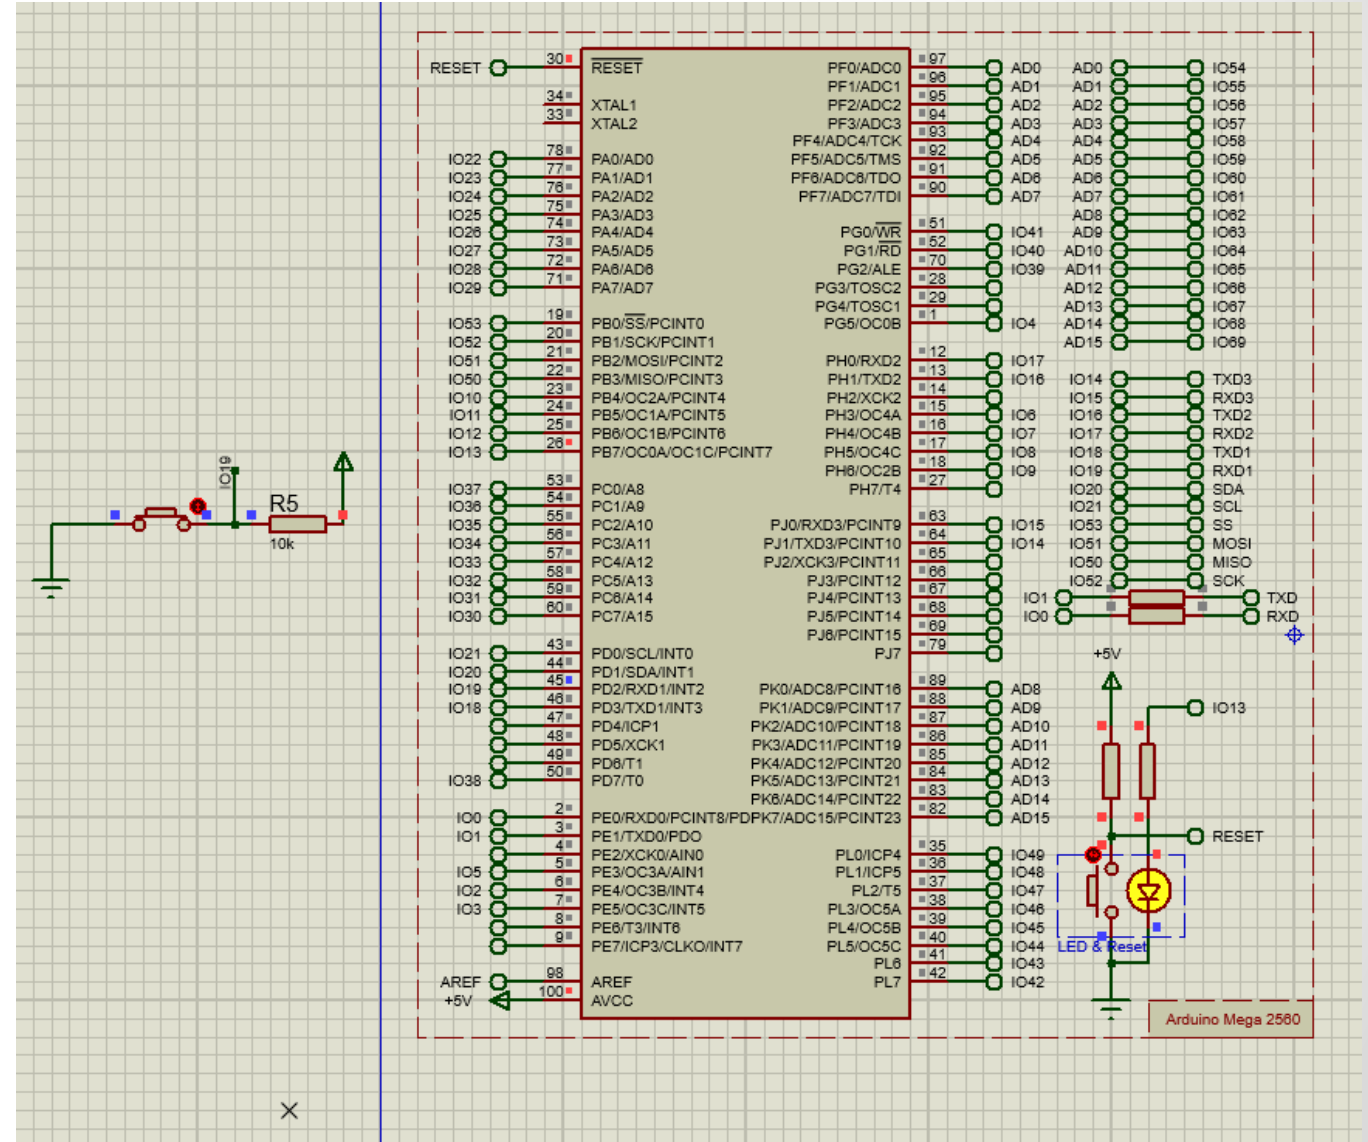 IO19
R5
10k
RESET 30 RESET
34 XTAL1
33 XTAL2
IO22 78 PA0/AD0
IO23 77 PA1/AD1
IO24 76 PA2/AD2
IO25 75 PA3/AD3
IO26 74 PA4/AD4
IO27 73 PA5/AD5
IO28 72 PA6/AD6
IO29 71 PA7/AD7
IO53 19 PB0/SS/PCINT0
IO52 20 PB1/SCK/PCINT1
IO51 21 PB2/MOSI/PCINT2
IO50 22 PB3/MISO/PCINT3
IO10 23 PB4/OC2A/PCINT4
IO11 24 PB5/OC1A/PCINT5
IO12 25 PB6/OC1B/PCINT6
IO13 26 PB7/OC0A/OC1C/PCINT7
IO37 53 PC0/A8
IO36 54 PC1/A9
IO35 55 PC2/A10
IO34 56 PC3/A11
IO33 57 PC4/A12
IO32 58 PC5/A13
IO31 59 PC6/A14
IO30 60 PC7/A15
IO21 43 PD0/SCL/INT0
IO20 44 PD1/SDA/INT1
IO19 45 PD2/RXD1/INT2
IO18 46 PD3/TXD1/INT3
47 PD4/ICP1
48 PD5/XCK1
49 PD6/T1
IO38 50 PD7/T0
IO0 2 PE0/RXD0/PCINT8/PD
IO1 3 PE1/TXD0/PDO
4 PE2/XCK0/AIN0
IO5 5 PE3/OC3A/AIN1
IO2 6 PE4/OC3B/INT4
IO3 7 PE5/OC3C/INT5
8 PE6/T3/INT6
9 PE7/ICP3/CLKO/INT7
AREF 98 AREF
+5V 100 AVCC
PF0/ADC0 97 AD0
PF1/ADC1 96 AD1
PF2/ADC2 95 AD2
PF3/ADC3 94 AD3
PF4/ADC4/TCK 93 AD4
PF5/ADC5/TMS 92 AD5
PF6/ADC6/TDO 91 AD6
PF7/ADC7/TDI 90 AD7
PG0/WR 51 IO41
PG1/RD 52 IO40
PG2/ALE 70 IO39
PG3/TOSC2 28
PG4/TOSC1 29
PG5/OC0B 1 IO4
PH0/RXD2 12 IO17
PH1/TXD2 13 IO16
PH2/XCK2 14
PH3/OC4A 15 IO6
PH4/OC4B 16 IO7
PH5/OC4C 17 IO8
PH6/OC2B 18 IO9
PH7/T4 27
PJ0/RXD3/PCINT9 63 IO15
PJ1/TXD3/PCINT10 64 IO14
PJ2/XCK3/PCINT11 65
PJ3/PCINT12 66
PJ4/PCINT13 67
PJ5/PCINT14 68
PJ6/PCINT15 69
PJ7 79
PK0/ADC8/PCINT16 89 AD8
PK1/ADC9/PCINT17 88 AD9
PK2/ADC10/PCINT18 87 AD10
PK3/ADC11/PCINT19 86 AD11
PK4/ADC12/PCINT20 85 AD12
PK5/ADC13/PCINT21 84 AD13
PK6/ADC14/PCINT22 83 AD14
PK7/ADC15/PCINT23 82 AD15
PL0/ICP4 35 IO49
PL1/ICP5 36 IO48
PL2/T5 37 IO47
PL3/OC5A 38 IO46
PL4/OC5B 39 IO45
PL5/OC5C 40 IO44
PL6 41 IO43
PL7 42 IO42
AD0 IO54
AD1 IO55
AD2 IO56
AD3 IO57
AD4 IO58
AD5 IO59
AD6 IO60
AD7 IO61
AD8 IO62
AD9 IO63
AD10 IO64
AD11 IO65
AD12 IO66
AD13 IO67
AD14 IO68
AD15 IO69
IO14 TXD3
IO15 RXD3
IO16 TXD2
IO17 RXD2
IO18 TXD1
IO19 RXD1
IO20 SDA
IO21 SCL
IO53 SS
IO51 MOSI
IO50 MISO
IO52 SCK
IO1 TXD
IO0 RXD
+5V
IO13
RESET
LED & Reset
Arduino Mega 2560